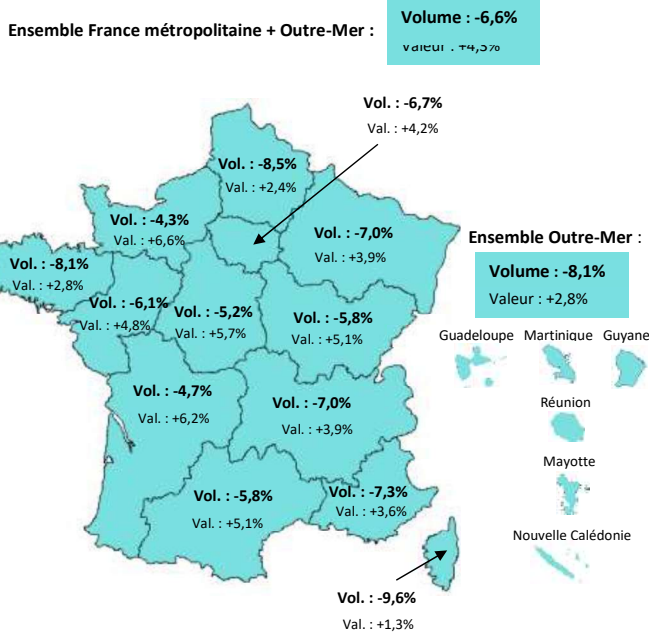 Ensemble France métropolitaine + Outre-Mer :
Volume : -6,6%
Valeur : +4,3%
Vol. : -6,7%
Val. : +4,2%
Vol. : -8,5%
Val. : +2,4%
Vol. : -4,3%
Val. : +6,6%
Vol. : -7,0%
Val. : +3,9%
Ensemble Outre-Mer :
Volume : -8,1%
Valeur : +2,8%
Vol. : -8,1%
Val. : +2,8%
Vol. : -6,1%
Val. : +4,8%
Vol. : -5,2%
Val. : +5,7%
Vol. : -5,8%
Val. : +5,1%
Guadeloupe Martinique Guyane
Vol. : -4,7%
Val. : +6,2%
Vol. : -7,0%
Val. : +3,9%
Réunion
Mayotte
Vol. : -5,8%
Val. : +5,1%
Vol. : -7,3%
Val. : +3,6%
Nouvelle Calédonie
Vol. : -9,6%
Val. : +1,3%